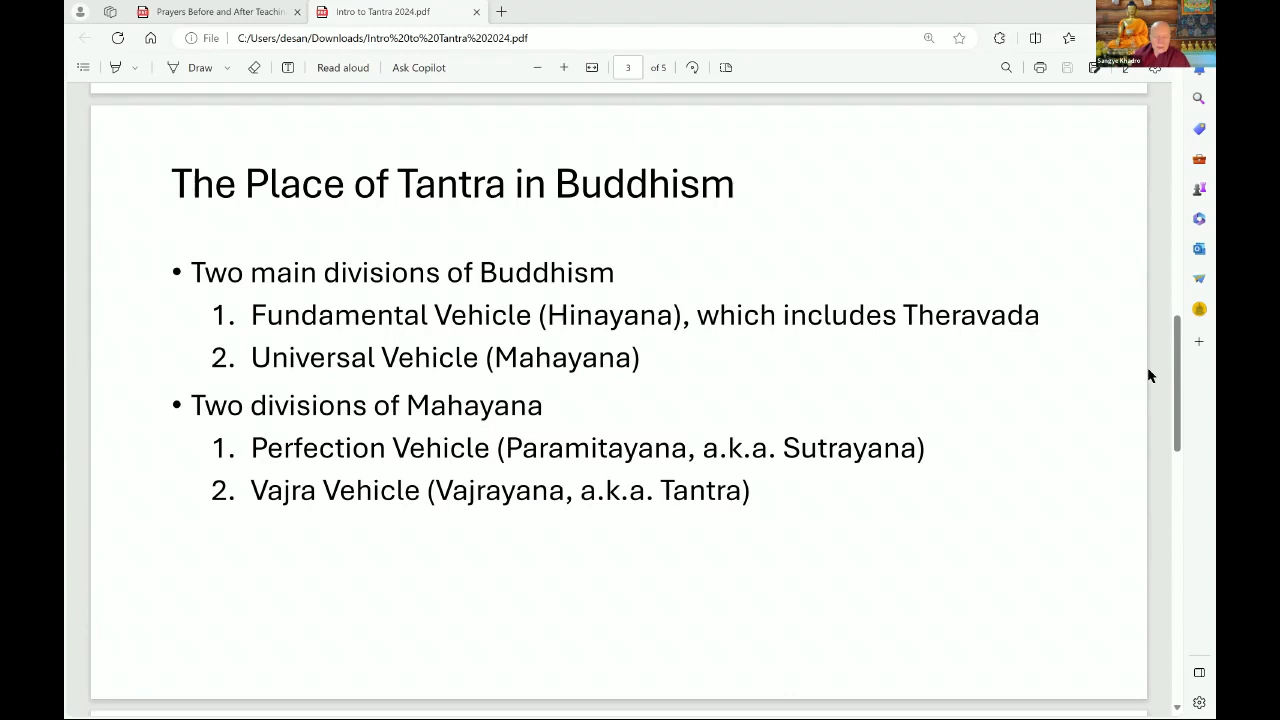 Prayers Before and After Teachin
Intro to Tantra 2024.pdf
File
C:/Users/desan/Downloads/Intro%20to%20Tantra%202024.pdf
Draw
Read aloud
3
of 5
Sangye Khadro
The Place of Tantra in Buddhism
• Two main divisions of Buddhism
1. Fundamental Vehicle (Hinayana), which includes Theravada
2. Universal Vehicle (Mahayana)
• Two divisions of Mahayana
1. Perfection Vehicle (Paramitayana, a.k.a. Sutrayana)
2. Vajra Vehicle (Vajrayana, a.k.a. Tantra)